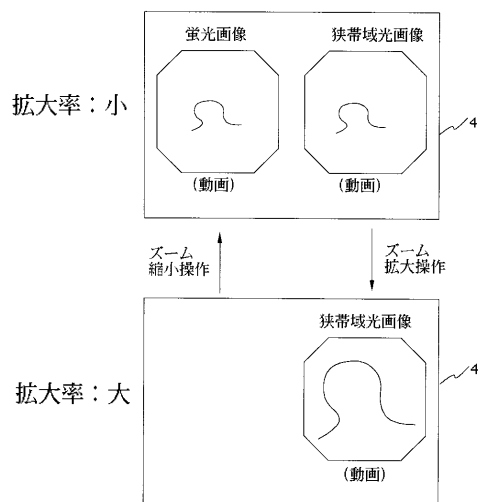 蛍光画像
狭帯域光画像
拡大率：小
4
(動画)
(動画)
ズーム
縮小操作
ズーム
拡大操作
狭帯域光画像
4
拡大率：大
(動画)